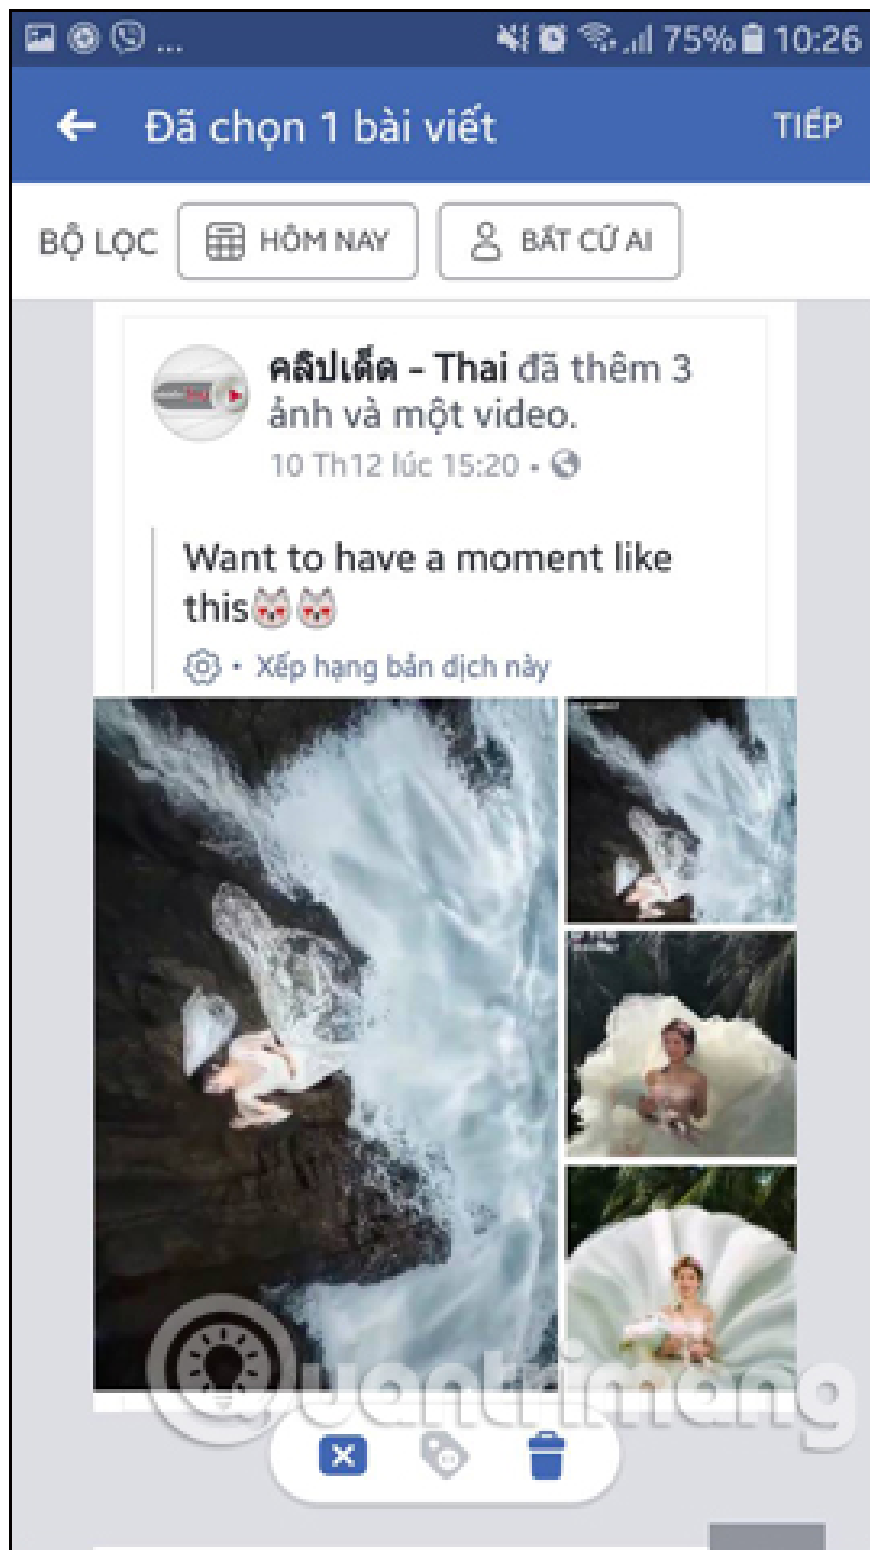 ... 75% 10:26
Đã chọn 1 bài viết TIẾP
BỘ LỌC HÔM NAY BẤT CỨ AI
คลิปเด็ด – Thai đã thêm 3
ảnh và một video.
10 Th12 lúc 15:20 •
Want to have a moment like
this
• Xếp hạng bản dịch này
Quantrimang